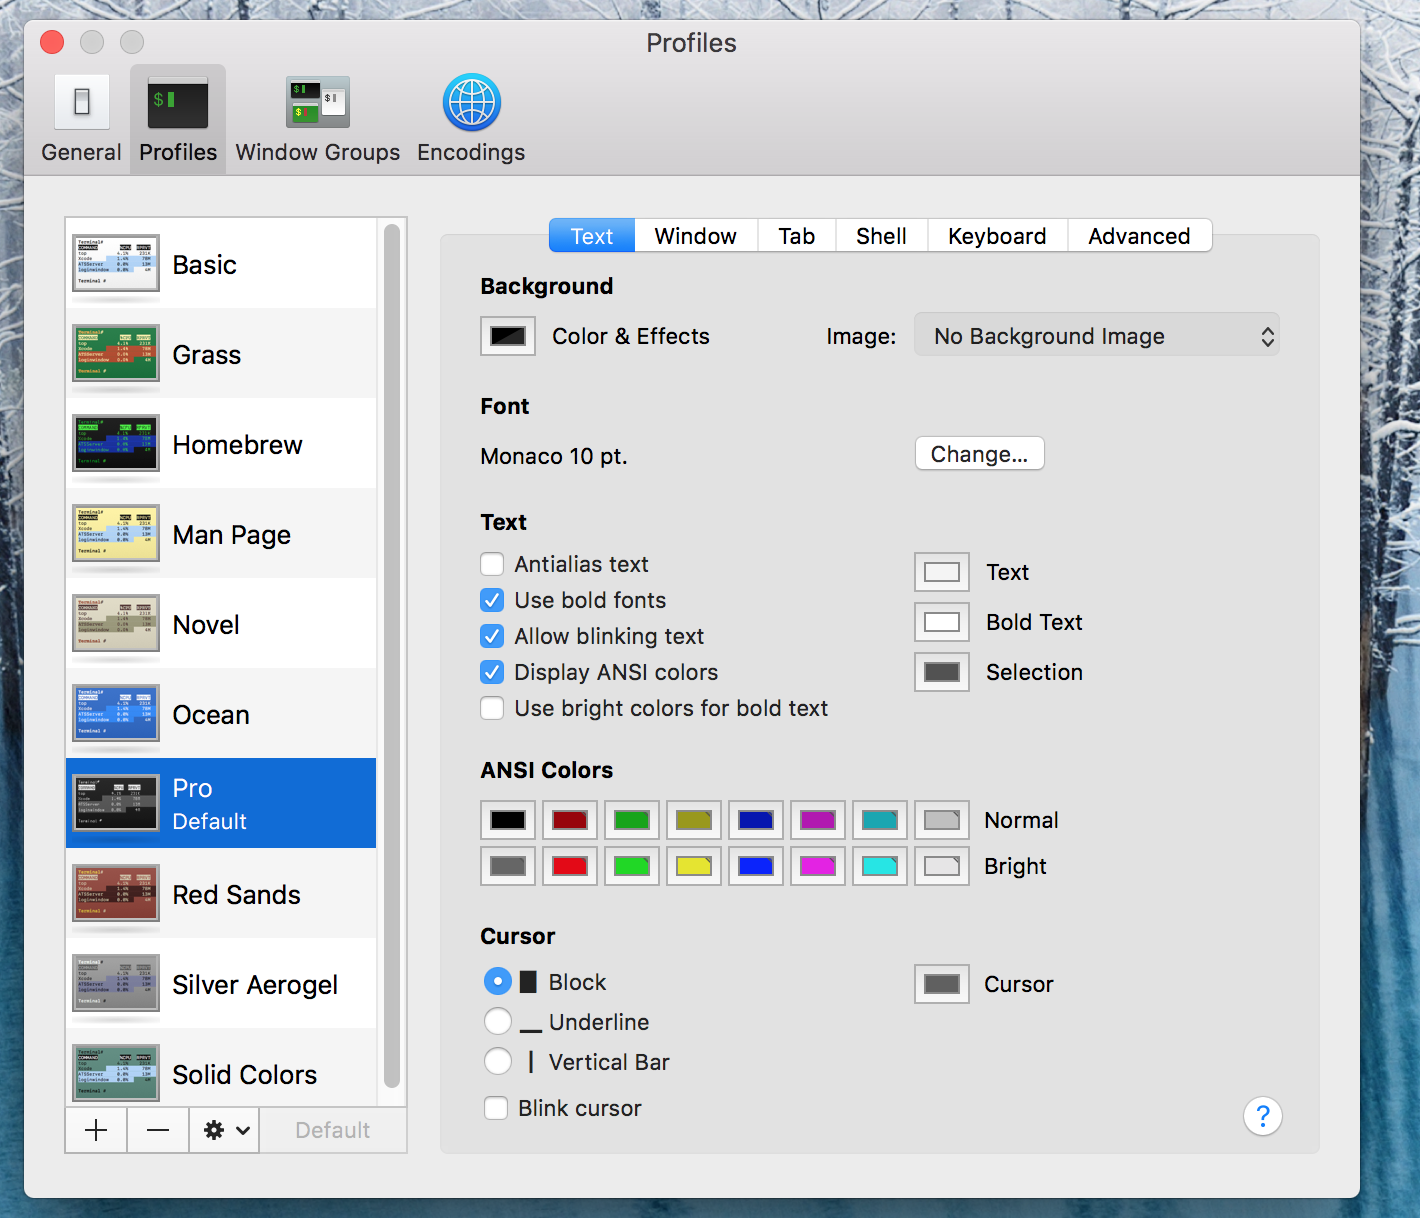 Profiles
General
Profiles
Window Groups
Encodings
Basic
Grass
Homebrew
Man Page
Novel
Ocean
Pro
Default
Red Sands
Silver Aerogel
Solid Colors
Default
Text Window Tab Shell Keyboard Advanced
Background
Color & Effects
Image: No Background Image
Font
Monaco 10 pt.
Change...
Text
Antialias text
Use bold fonts
Allow blinking text
Display ANSI colors
Use bright colors for bold text
Text
Bold Text
Selection
ANSI Colors
Normal
Bright
Cursor
Block
Underline
Vertical Bar
Blink cursor
Cursor
?